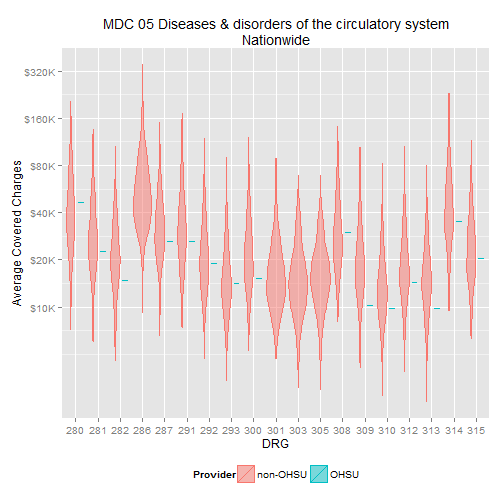 MDC 05 Diseases & disorders of the circulatory system
Nationwide
Average Covered Charges
$320K
$160K
$80K
$40K
$20K
$10K
280 281 282 286 287 291 292 293 300 301 303 305 308 309 310 312 313 314 315
DRG
Provider non-OHSU OHSU